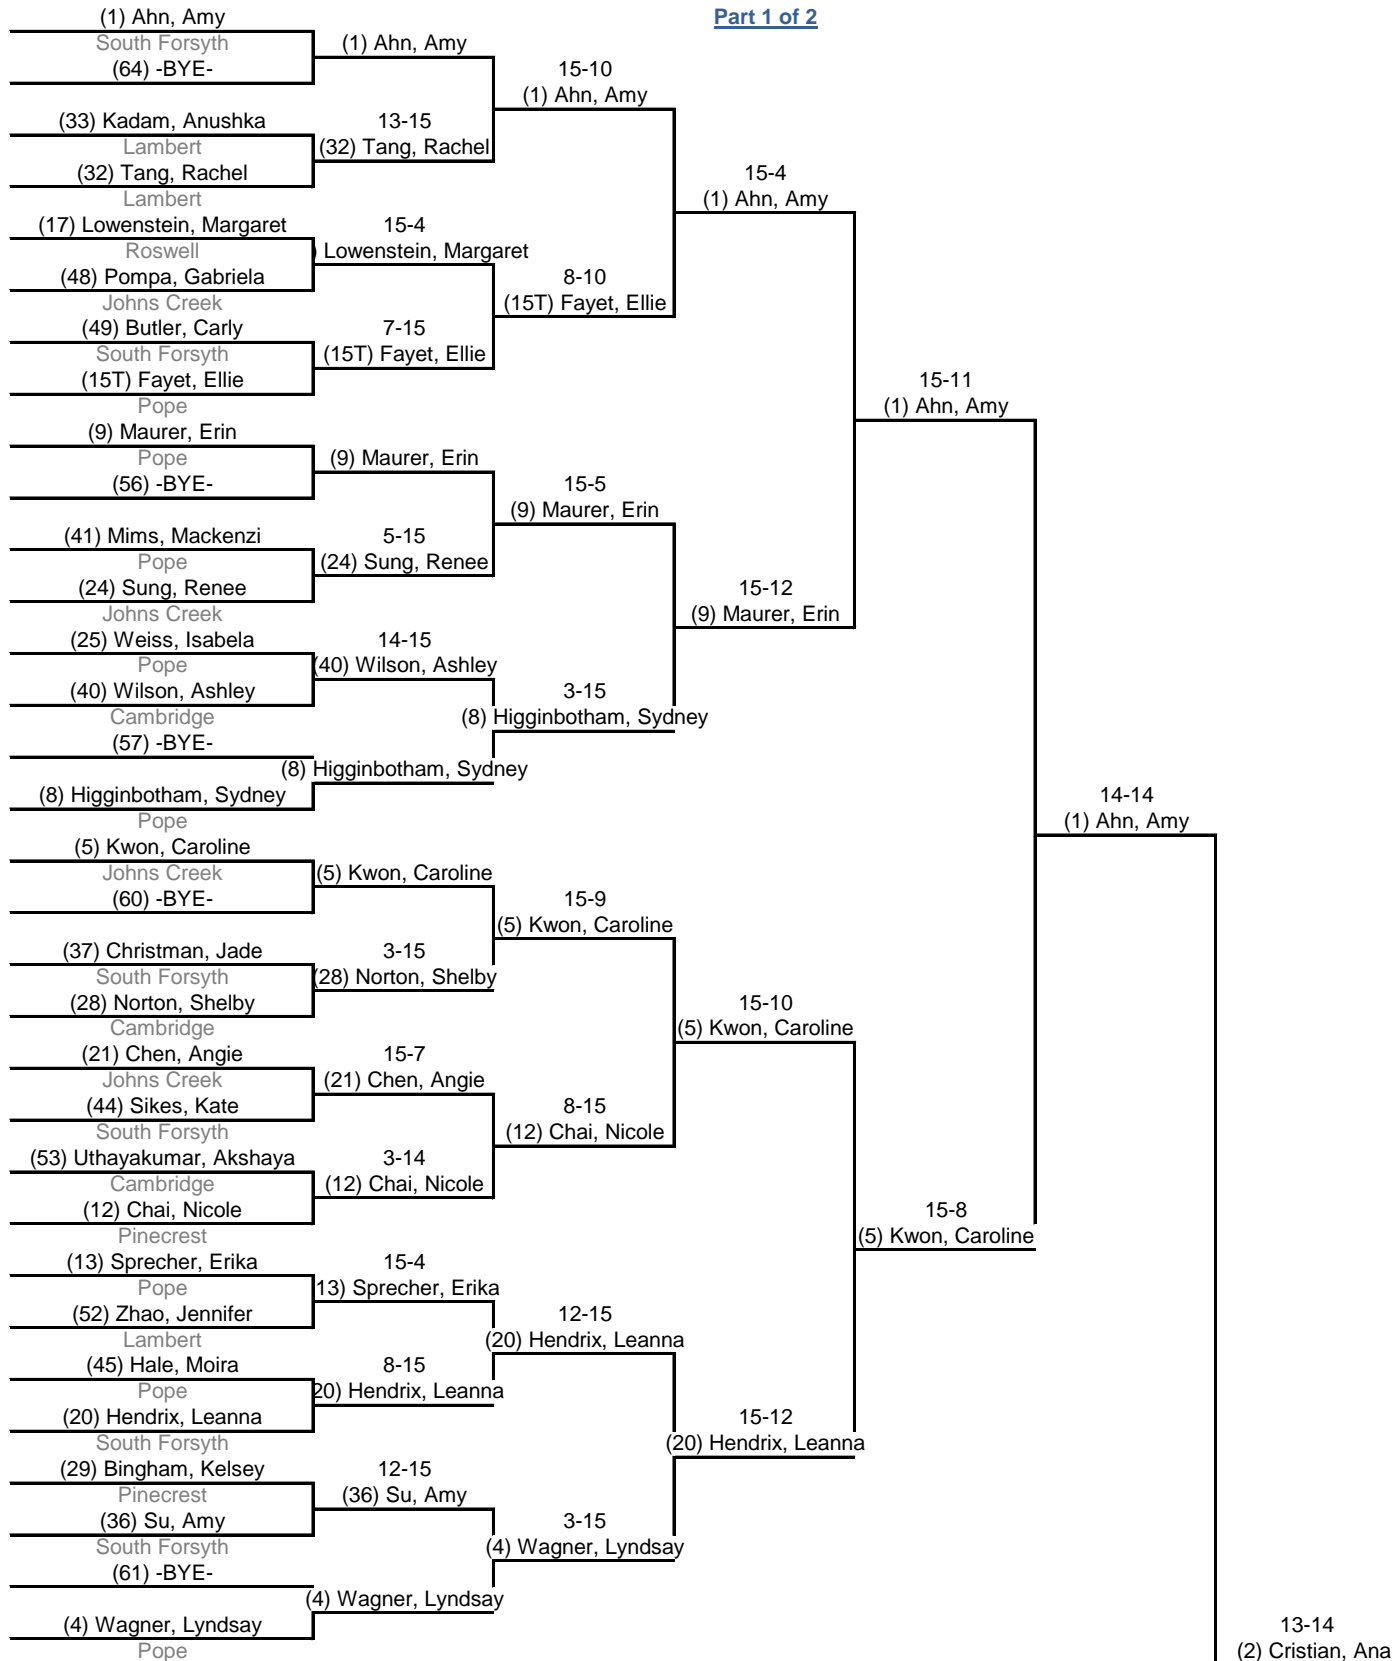 Part 1 of 2
(1) Ahn, Amy
South Forsyth
(64) -BYE-
(33) Kadam, Anushka
Lambert
(32) Tang, Rachel
Lambert
(17) Lowenstein, Margaret
Roswell
(48) Pompa, Gabriela
Johns Creek
(49) Butler, Carly
South Forsyth
(15T) Fayet, Ellie
Pope
(9) Maurer, Erin
Pope
(56) -BYE-
(41) Mims, Mackenzi
Pope
(24) Sung, Renee
Johns Creek
(25) Weiss, Isabela
Pope
(40) Wilson, Ashley
Cambridge
(57) -BYE-
(8) Higginbotham, Sydney
Pope
(5) Kwon, Caroline
Johns Creek
(60) -BYE-
(37) Christman, Jade
South Forsyth
(28) Norton, Shelby
Cambridge
(21) Chen, Angie
Johns Creek
(44) Sikes, Kate
South Forsyth
(53) Uthayakumar, Akshaya
Cambridge
(12) Chai, Nicole
Pinecrest
(13) Sprecher, Erika
Pope
(52) Zhao, Jennifer
Lambert
(45) Hale, Moira
Pope
(20) Hendrix, Leanna
South Forsyth
(29) Bingham, Kelsey
Pinecrest
(36) Su, Amy
South Forsyth
(61) -BYE-
(4) Wagner, Lyndsay
Pope
(1) Ahn, Amy
13-15
(32) Tang, Rachel
15-4
) Lowenstein, Margaret
7-15
(15T) Fayet, Ellie
(9) Maurer, Erin
5-15
(24) Sung, Renee
14-15
(40) Wilson, Ashley
(8) Higginbotham, Sydney
(5) Kwon, Caroline
3-15
(28) Norton, Shelby
15-7
(21) Chen, Angie
3-14
(12) Chai, Nicole
15-4
13) Sprecher, Erika
8-15
20) Hendrix, Leanna
12-15
(36) Su, Amy
(4) Wagner, Lyndsay
15-10
(1) Ahn, Amy
8-10
(15T) Fayet, Ellie
15-5
(9) Maurer, Erin
3-15
(8) Higginbotham, Sydney
15-9
(5) Kwon, Caroline
8-15
(12) Chai, Nicole
12-15
(20) Hendrix, Leanna
3-15
(4) Wagner, Lyndsay
15-4
(1) Ahn, Amy
15-12
(9) Maurer, Erin
15-10
(5) Kwon, Caroline
15-12
(20) Hendrix, Leanna
15-11
(1) Ahn, Amy
15-8
(5) Kwon, Caroline
14-14
(1) Ahn, Amy
13-14
(2) Cristian, Ana